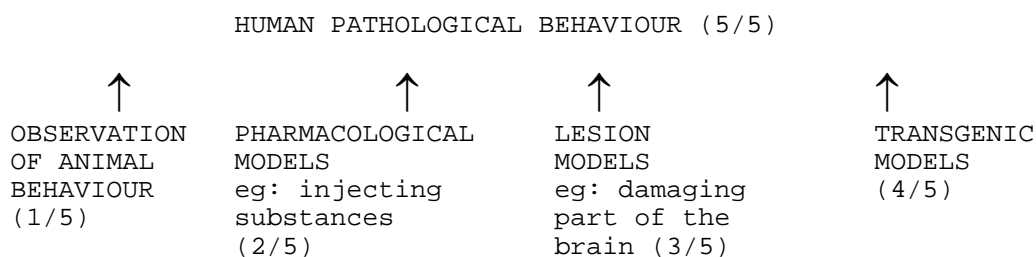 HUMAN PATHOLOGICAL BEHAVIOUR (5/5)
OBSERVATION
OF ANIMAL
BEHAVIOUR
(1/5)
PHARMACOLOGICAL
MODELS
eg: injecting
substances
(2/5)
LESION
MODELS
eg: damaging
part of the
brain (3/5)
TRANSGENIC
MODELS
(4/5)